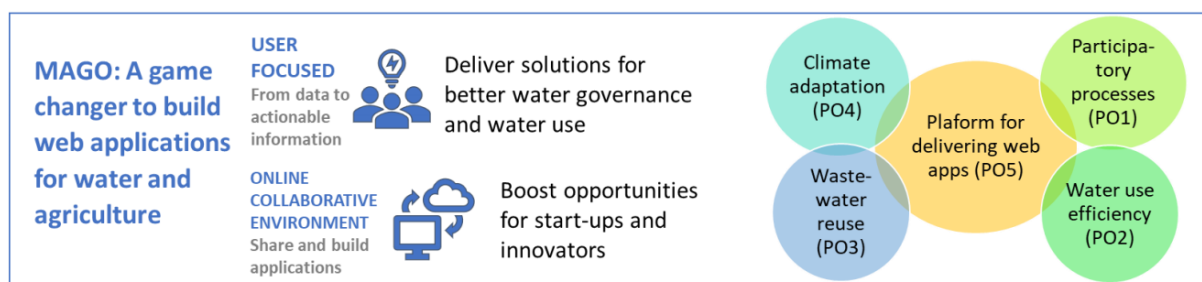 MAGO: A game
changer to build
web applications
for water and
agriculture
USER
FOCUSED
From data to
actionable
information
Deliver solutions for
better water governance
and water use
ONLINE
COLLABORATIVE
ENVIRONMENT
Share and build
applications
Boost opportunities
for start-ups and
innovators
Climate
adaptation
(PO4)
Participa-
tory
processes
(PO1)
Plaform for
delivering web
apps (PO5)
Waste-
water
reuse
(PO3)
Water use
efficiency
(PO2)